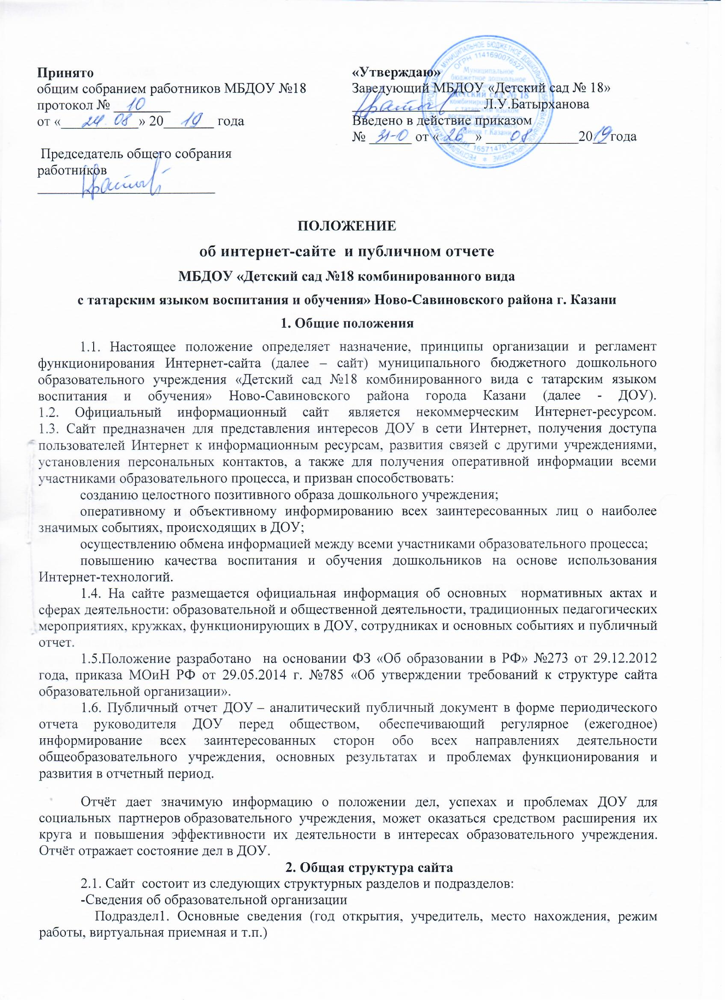 Принято
общим собранием работников МБДОУ №18
протокол № 10
от «24.08» 2019 года
Председатель общего собрания
работников
«Утверждаю»
Заведующий МБДОУ «Детский сад № 18»
Л.У.Батырханова
Введено в действие приказом
№ 31-О от «26» 08 2019 года
МУНИЦИПАЛЬНОЕ БЮДЖЕТНОЕ ДОШКОЛЬНОЕ
ОГРН 1141690076527
Муниципальное
бюджетное дошкольное
«Детский сад № 18
комбинированного
с татарским языком
района г.Казани
ПОЛОЖЕНИЕ
об интернет-сайте и публичном отчете
МБДОУ «Детский сад №18 комбинированного вида
с татарским языком воспитания и обучения» Ново-Савиновского района г. Казани
1. Общие положения
1.1. Настоящее положение определяет назначение, принципы организации и регламент
функционирования Интернет-сайта (далее – сайт) муниципального бюджетного дошкольного
образовательного учреждения «Детский сад №18 комбинированного вида с татарским языком
воспитания и обучения» Ново-Савиновского района города Казани (далее - ДОУ).
1.2. Официальный информационный сайт является некоммерческим Интернет-ресурсом.
1.3. Сайт предназначен для представления интересов ДОУ в сети Интернет, получения доступа
пользователей Интернет к информационным ресурсам, развития связей с другими учреждениями,
установления персональных контактов, а также для получения оперативной информации всеми
участниками образовательного процесса, и призван способствовать:
созданию целостного позитивного образа дошкольного учреждения;
оперативному и объективному информированию всех заинтересованных лиц о наиболее
значимых событиях, происходящих в ДОУ;
осуществлению обмена информацией между всеми участниками образовательного процесса;
повышению качества воспитания и обучения дошкольников на основе использования
Интернет-технологий.
1.4. На сайте размещается официальная информация об основных нормативных актах и
сферах деятельности: образовательной и общественной деятельности, традиционных педагогических
мероприятиях, кружках, функционирующих в ДОУ, сотрудниках и основных событиях и публичный
отчет.
1.5.Положение разработано на основании ФЗ «Об образовании в РФ» №273 от 29.12.2012
года, приказа МОиН РФ от 29.05.2014 г. №785 «Об утверждении требований к структуре сайта
образовательной организации».
1.6. Публичный отчет ДОУ – аналитический публичный документ в форме периодического
отчета руководителя ДОУ перед обществом, обеспечивающий регулярное (ежегодное)
информирование всех заинтересованных сторон обо всех направлениях деятельности
общеобразовательного учреждения, основных результатах и проблемах функционирования и
развития в отчетный период.
Отчёт дает значимую информацию о положении дел, успехах и проблемах ДОУ для
социальных партнеров образовательного учреждения, может оказаться средством расширения их
круга и повышения эффективности их деятельности в интересах образовательного учреждения.
Отчёт отражает состояние дел в ДОУ.
2. Общая структура сайта
2.1. Сайт состоит из следующих структурных разделов и подразделов:
-Сведения об образовательной организации
Подраздел1. Основные сведения (год открытия, учредитель, место нахождения, режим
работы, виртуальная приемная и т.п.)